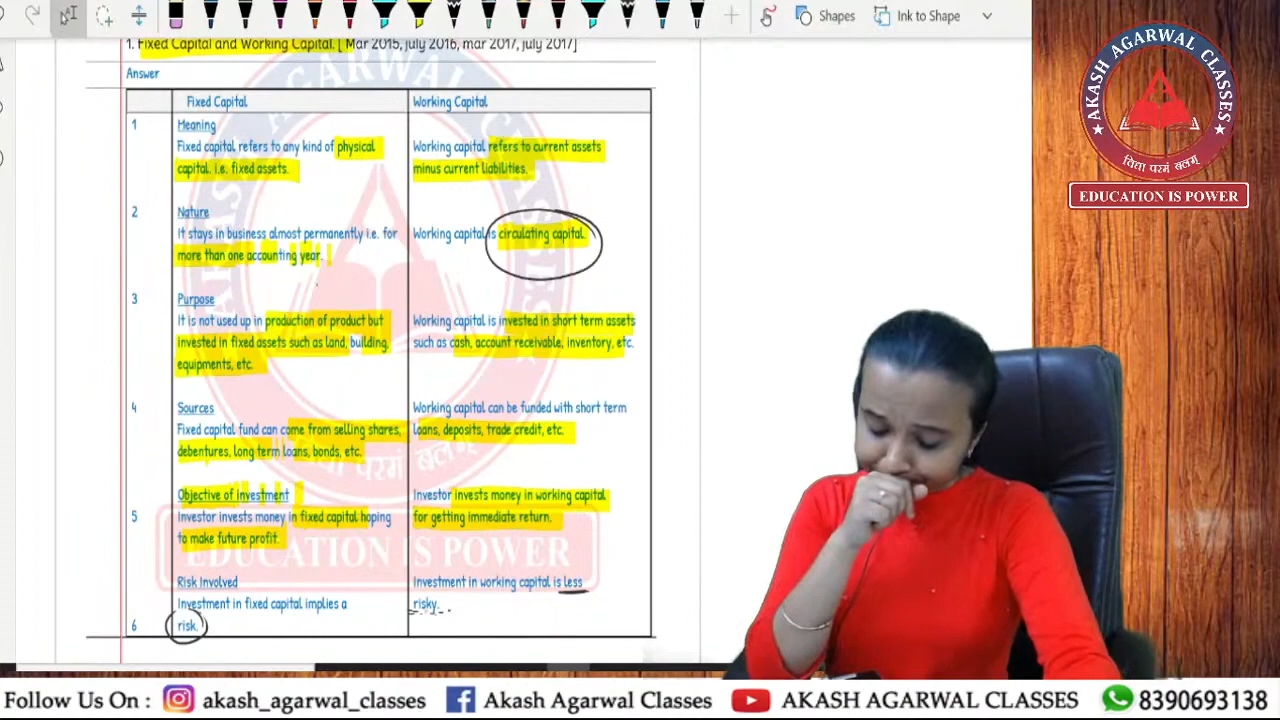 Shapes
Ink to Shape
1. Fixed Capital and Working Capital. [ Mar 2015, july 2016, mar 2017, july 2017]
Answer
Fixed Capital
Working Capital
1
Meaning
Fixed capital refers to any kind of physical
capital. i.e. fixed assets.
Working capital refers to current assets
minus current liabilities.
2
Nature
It stays in business almost permanently i.e. for
more than one accounting year.
Working capital is circulating capital.
3
Purpose
It is not used up in production of product but
invested in fixed assets such as land, building,
equipments, etc.
Working capital is invested in short term assets
such as cash, account receivable, inventory, etc.
4
Sources
Fixed capital fund can come from selling shares,
debentures, long term loans, bonds, etc.
Working capital can be funded with short term
loans, deposits, trade credit, etc.
5
Objective of investment
Investor invests money in fixed capital hoping
to make future profit.
Investor invests money in working capital
for getting immediate return.
6
Risk Involved
Investment in fixed capital implies a
risk.
Investment in working capital is less
risky.
EDUCATION IS POWER
AKASH AGARWAL CLASSES
विद्या परमं बलम्
EDUCATION IS POWER
Follow Us On :
akash_agarwal_classes
Akash Agarwal Classes
AKASH AGARWAL CLASSES
8390693138